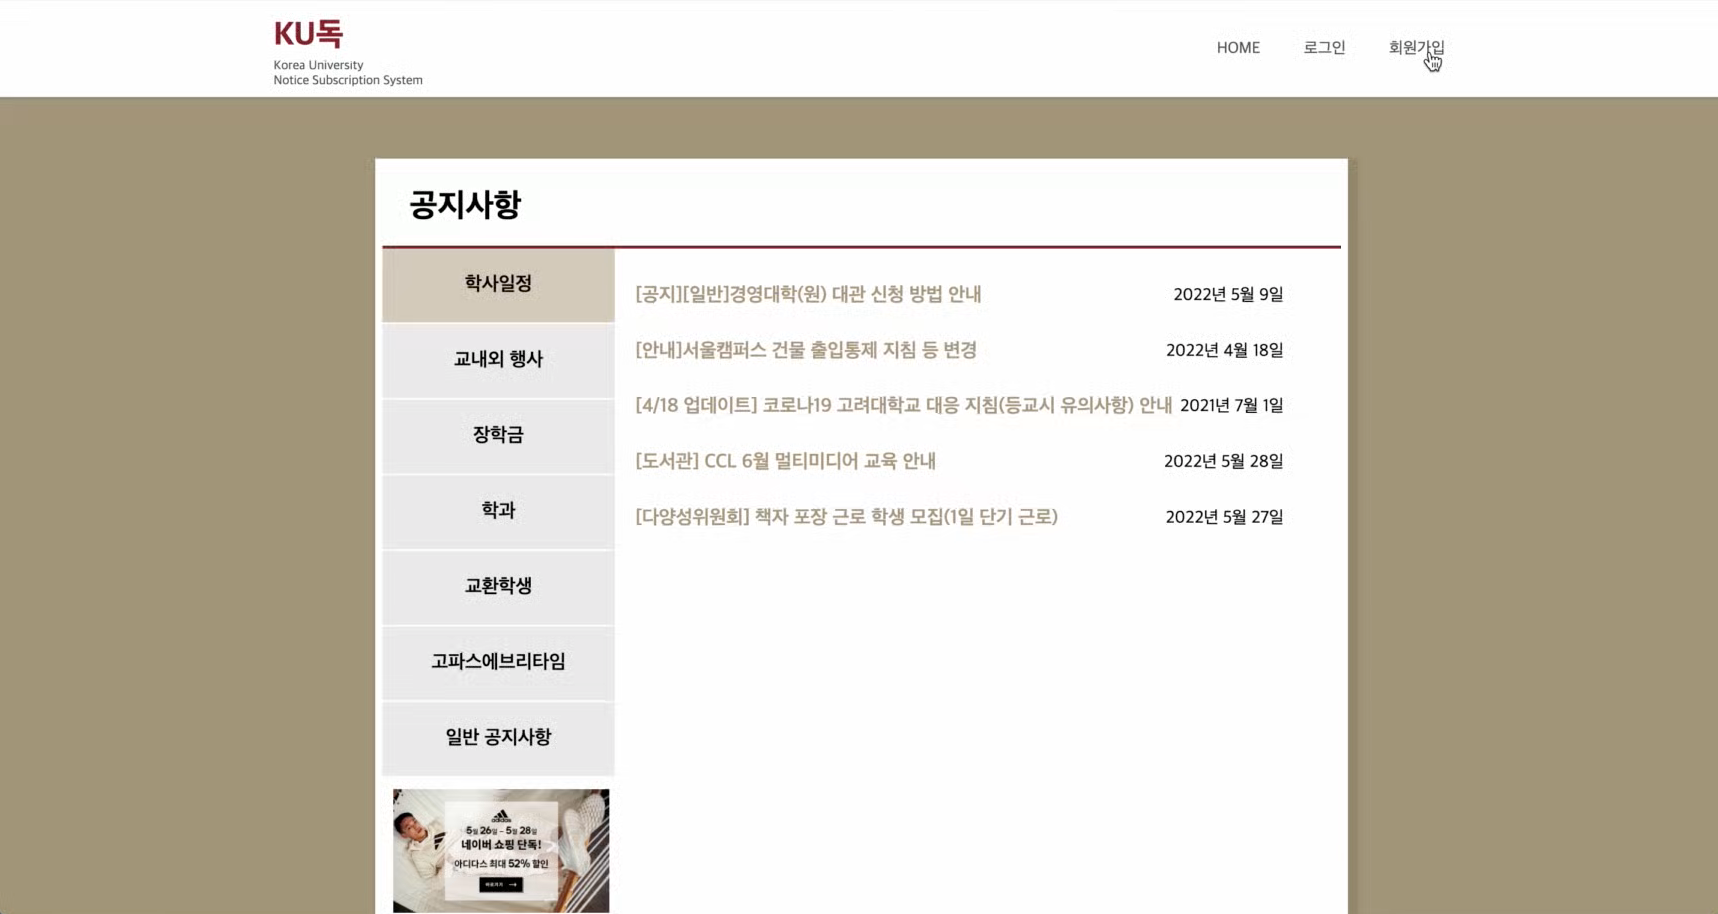 KU독
Korea University
Notice Subscription System
HOME
로그인
회원가입
공지사항
학사일정
교내외 행사
장학금
학과
교환학생
고파스에브리타임
일반 공지사항
[공지][일반]경영대학(원) 대관 신청 방법 안내 2022년 5월 9일
[안내]서울캠퍼스 건물 출입통제 지침 등 변경 2022년 4월 18일
[4/18 업데이트] 코로나19 고려대학교 대응 지침(등교시 유의사항) 안내 2021년 7월 1일
[도서관] CCL 6월 멀티미디어 교육 안내 2022년 5월 28일
[다양성위원회] 책자 포장 근로 학생 모집(1일 단기 근로) 2022년 5월 27일
adidas
5월 26일 – 5월 28일
네이버 쇼핑 단독!
아디다스 최대 52% 할인
바로가기 →